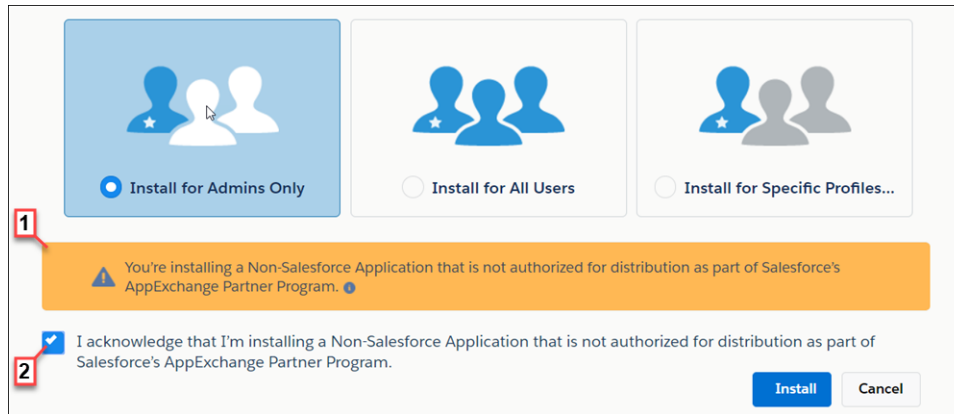 Install for Admins Only
Install for All Users
Install for Specific Profiles...
1
You're installing a Non-Salesforce Application that is not authorized for distribution as part of Salesforce's
AppExchange Partner Program.
I acknowledge that I'm installing a Non-Salesforce Application that is not authorized for distribution as part of
Salesforce's AppExchange Partner Program.
2
Install
Cancel